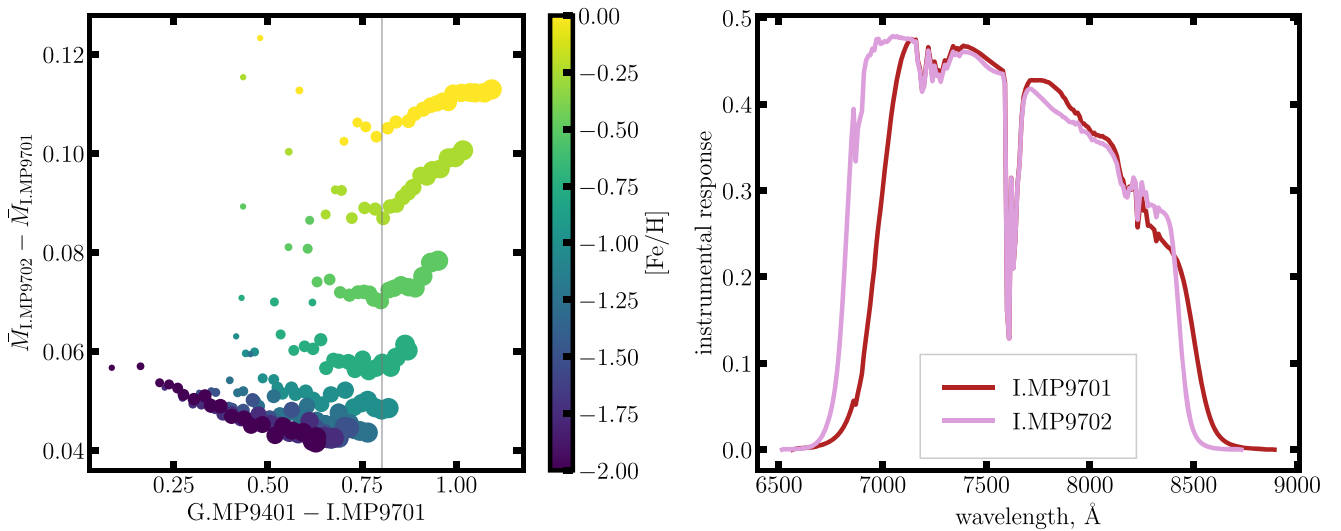 0.12
0.10
0.08
0.06
0.04
M̄I.MP9702 − M̄I.MP9701
0.25 0.50 0.75 1.00
G.MP9401 − I.MP9701
0.00
−0.25
−0.50
−0.75
−1.00
−1.25
−1.50
−1.75
−2.00
[Fe/H]
0.5
0.4
0.3
0.2
0.1
0.0
instrumental response
I.MP9701
I.MP9702
6500 7000 7500 8000 8500 9000
wavelength, Å